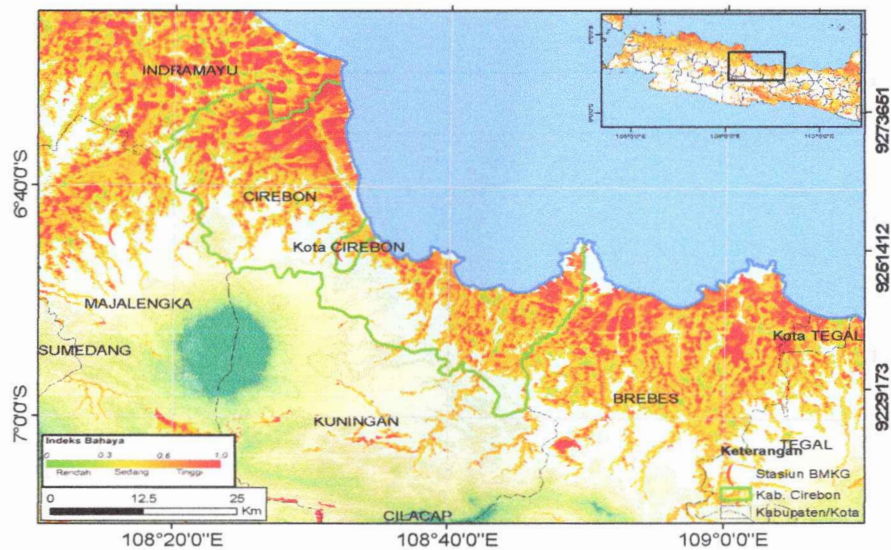 INDRAMAYU
CIREBON
Kota CIREBON
MAJALENGKA
SUMEDANG
KUNINGAN
BREBES
Kota TEGAL
TEGAL
CILACAP
6°40'0"S
7°0'0"S
9273651
9251412
9229173
Indeks Bahaya
0 0.3 0.6 1.0
Rendah Sedang Tinggi
0 12.5 25
Km
Keterangan
Stasiun BMKG
Kab. Cirebon
Kabupaten/Kota
108°20'0"E 108°40'0"E 109°0'0"E